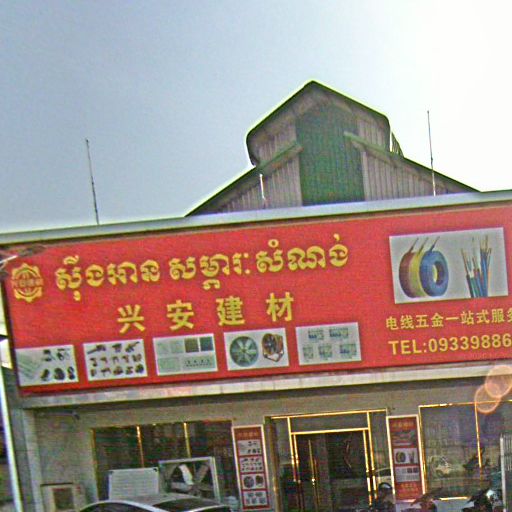 ស៊ីងអាន សម្ភារៈសំណង់
兴安建材
电线五金一站式服务
TEL:09339886